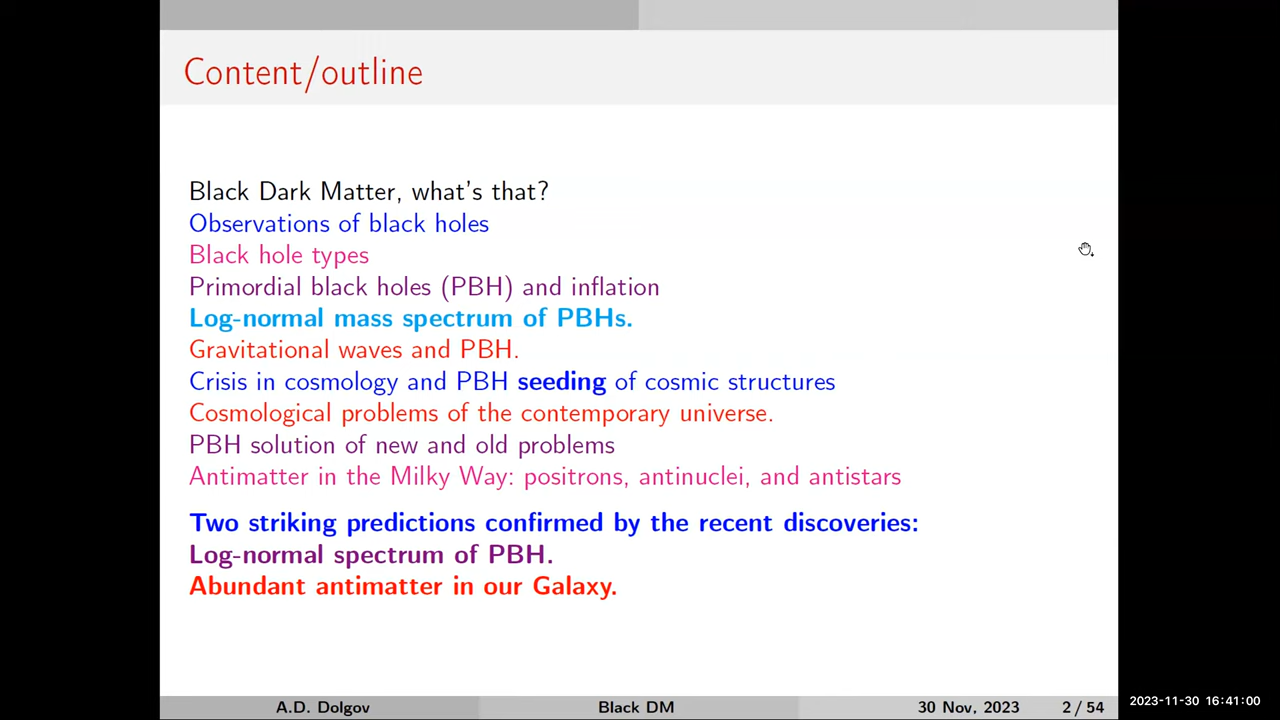 Content/outline
Black Dark Matter, what's that?
Observations of black holes
Black hole types
Primordial black holes (PBH) and inflation
Log-normal mass spectrum of PBHs.
Gravitational waves and PBH.
Crisis in cosmology and PBH seeding of cosmic structures
Cosmological problems of the contemporary universe.
PBH solution of new and old problems
Antimatter in the Milky Way: positrons, antinuclei, and antistars
Two striking predictions confirmed by the recent discoveries:
Log-normal spectrum of PBH.
Abundant antimatter in our Galaxy.
A.D. Dolgov Black DM 30 Nov, 2023 2 / 54
2023-11-30 16:41:00